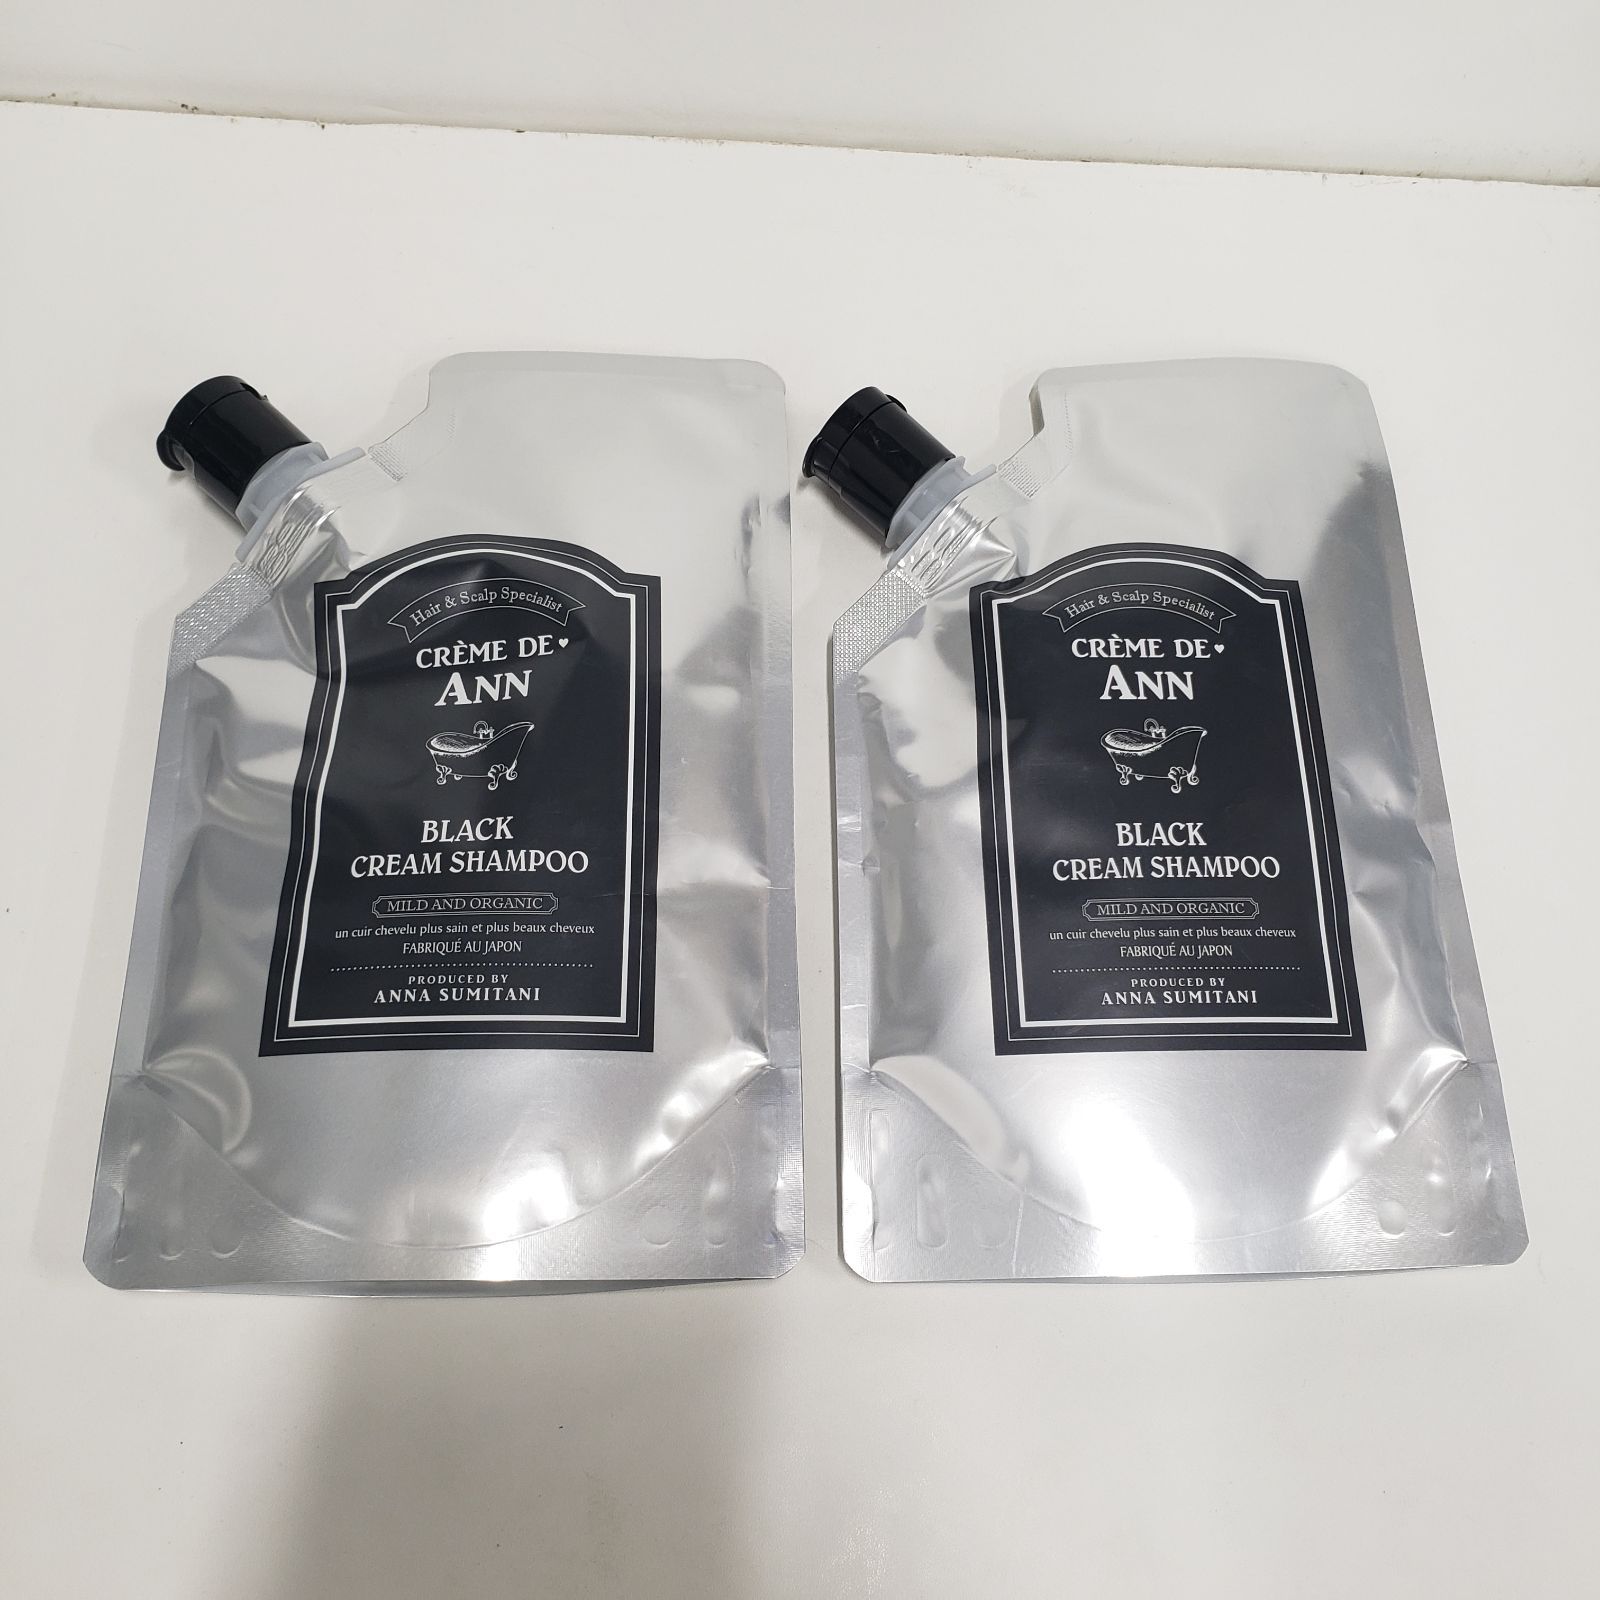 Hair & Scalp Specialist
CRÈME DE♥
ANN
BLACK
CREAM SHAMPOO
MILD AND ORGANIC
un cuir chevelu plus sain et plus beaux cheveux
FABRIQUÉ AU JAPON
PRODUCED BY
ANNA SUMITANI
Hair & Scalp Specialist
CRÈME DE♥
ANN
BLACK
CREAM SHAMPOO
MILD AND ORGANIC
un cuir chevelu plus sain et plus beaux cheveux
FABRIQUÉ AU JAPON
PRODUCED BY
ANNA SUMITANI